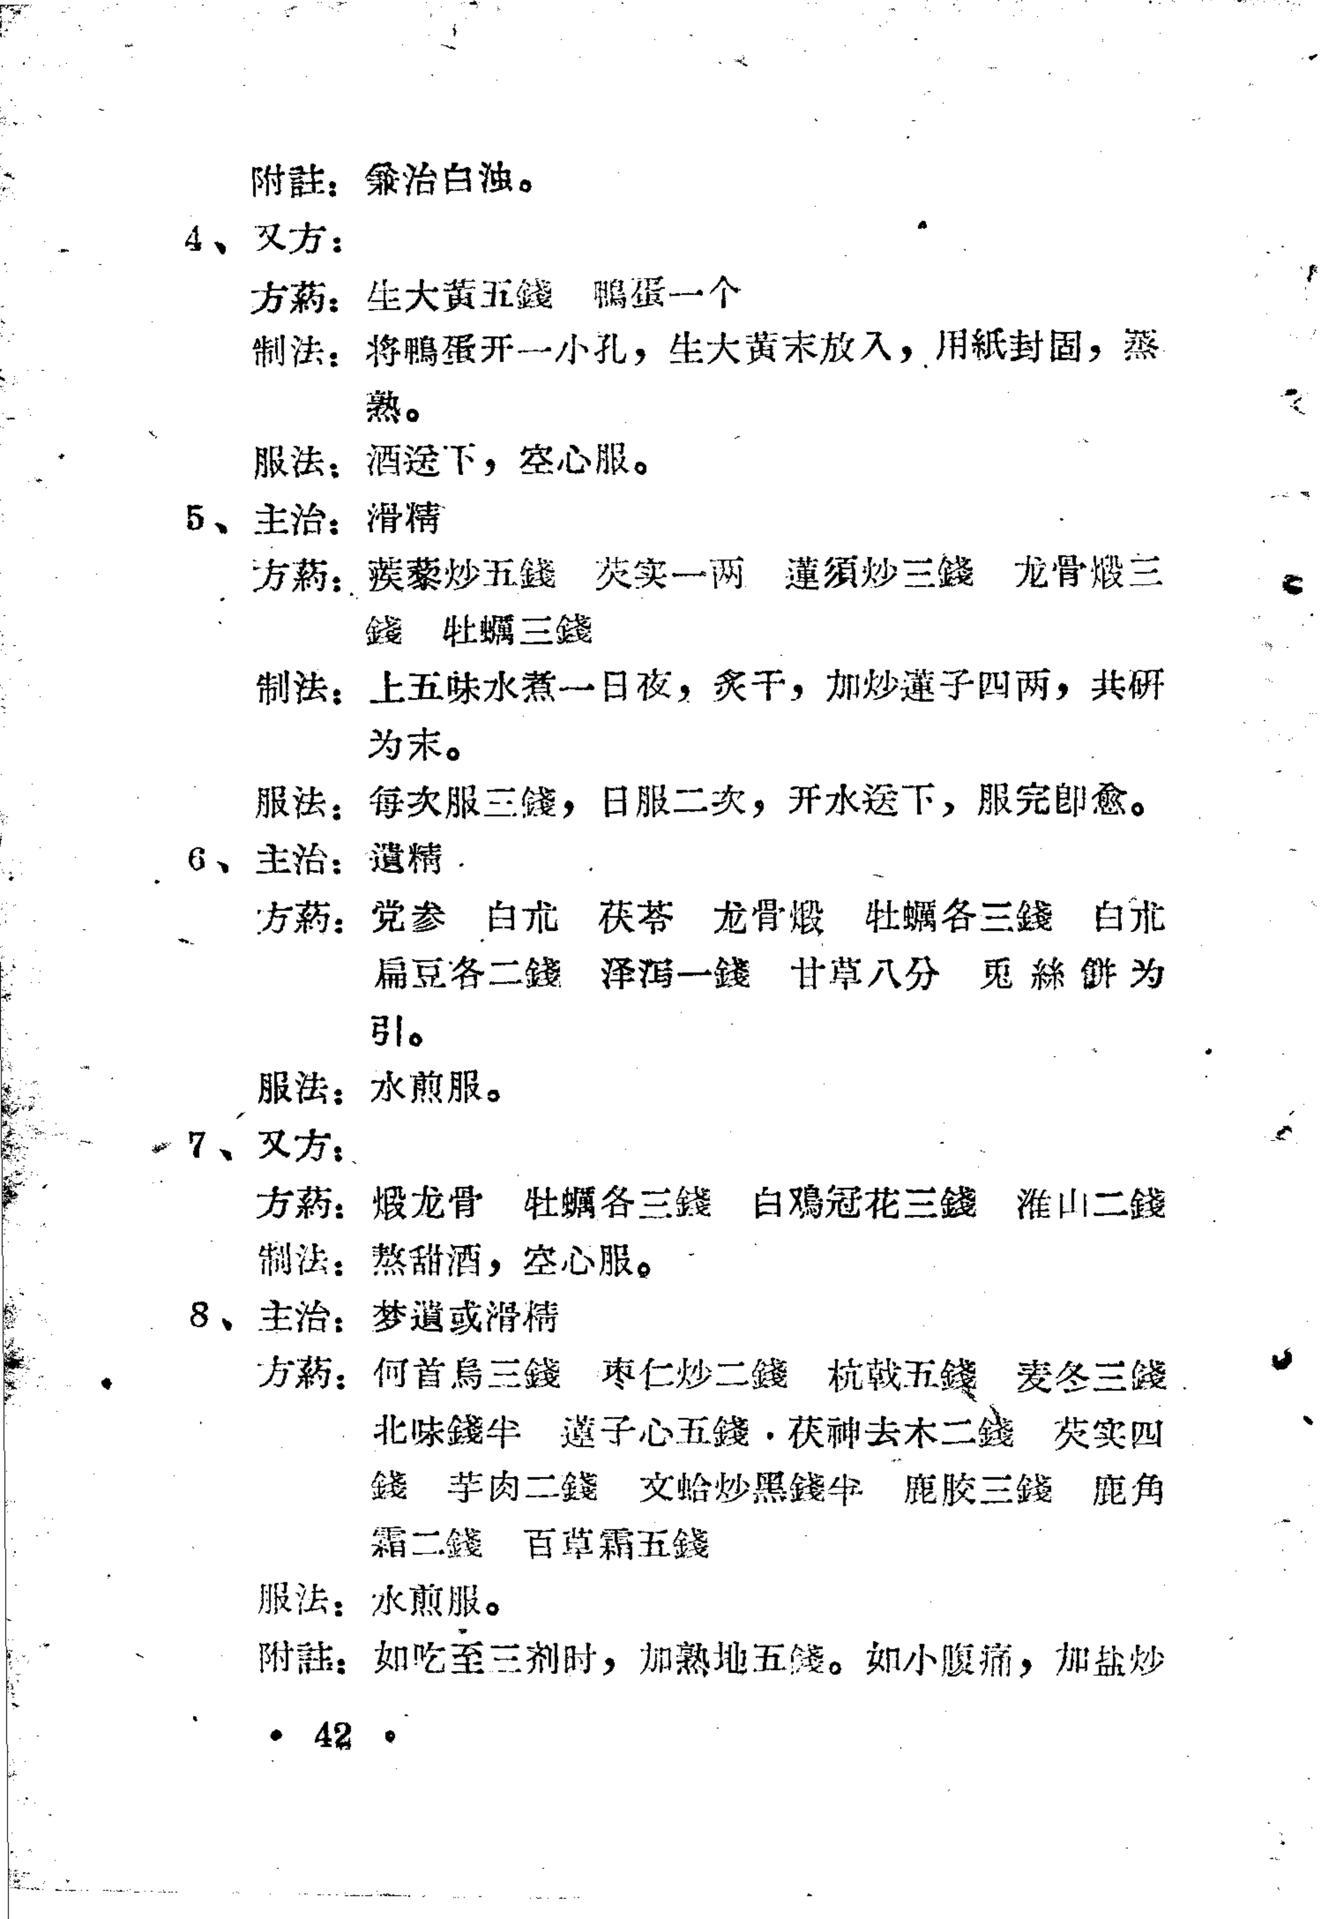 附註：兼治白浊。
4、又方：
方葯：生大黃五錢　鴨蛋一个
制法：将鴨蛋开一小孔，生大黃末放入，用紙封固，蒸
熟。
服法：酒送下，空心服。
5、主治：滑精
方葯：蒺藜炒五錢　芡实一两　蓮須炒三錢　龙骨煅三
錢　牡蠣三錢
制法：上五味水煮一日夜，炙干，加炒蓮子四两，共研
为末。
服法：每次服三錢，日服二次，开水送下，服完卽愈。
6、主治：遺精
方葯：党参　白朮　茯苓　龙骨煅　牡蠣各三錢　白朮
扁豆各二錢　泽泻一錢　甘草八分　兎絲餅为
引。
服法：水煎服。
7、又方：
方葯：煅龙骨　牡蠣各三錢　白鸡冠花三錢　淮山二錢
制法：熬甜酒，空心服。
8、主治：梦遺或滑精
方葯：何首烏三錢　枣仁炒二錢　杭戟五錢　麦冬三錢
北味錢半　蓮子心五錢　茯神去木二錢　芡实四
錢　芋肉二錢　文蛤炒黑錢半　鹿胶三錢　鹿角
霜二錢　百草霜五錢
服法：水煎服。
附註：如吃至三剂时，加熟地五錢。如小腹痛，加盐炒
• 42 •